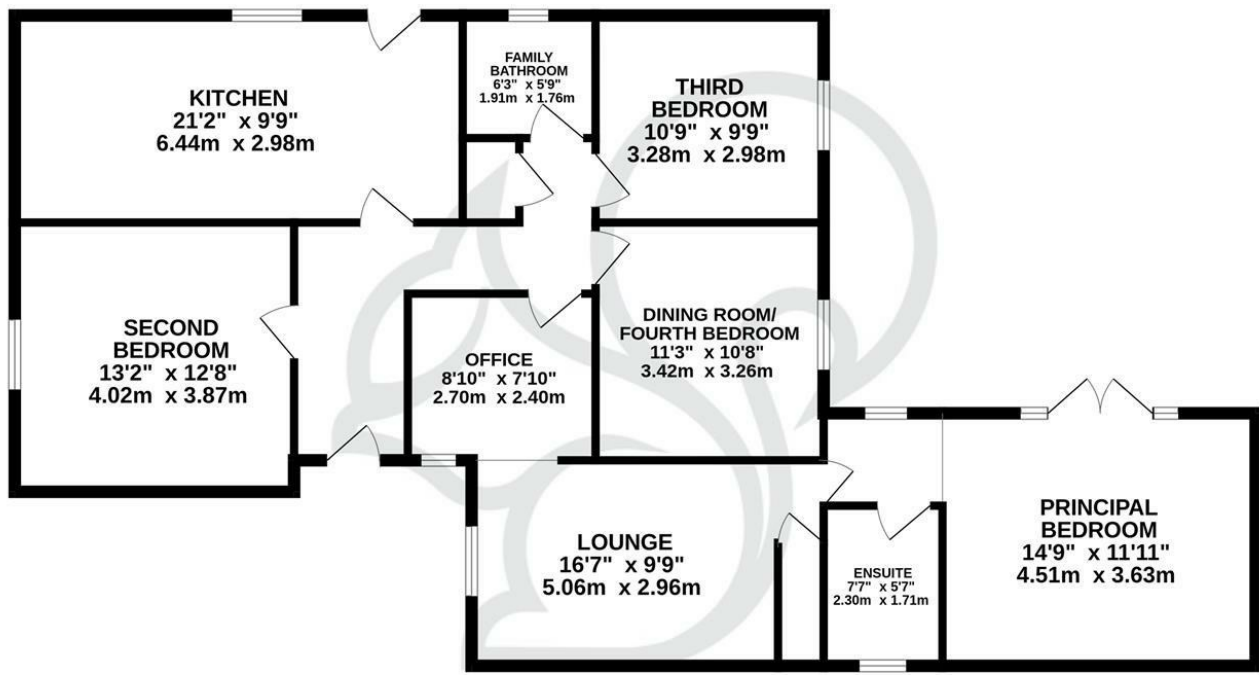 KITCHEN
21'2" x 9'9"
6.44m x 2.98m
FAMILY
BATHROOM
6'3" x 5'9"
1.91m x 1.76m
THIRD
BEDROOM
10'9" x 9'9"
3.28m x 2.98m
SECOND
BEDROOM
13'2" x 12'8"
4.02m x 3.87m
OFFICE
8'10" x 7'10"
2.70m x 2.40m
DINING ROOM/
FOURTH BEDROOM
11'3" x 10'8"
3.42m x 3.26m
LOUNGE
16'7" x 9'9"
5.06m x 2.96m
ENSUITE
7'7" x 5'7"
2.30m x 1.71m
PRINCIPAL
BEDROOM
14'9" x 11'11"
4.51m x 3.63m